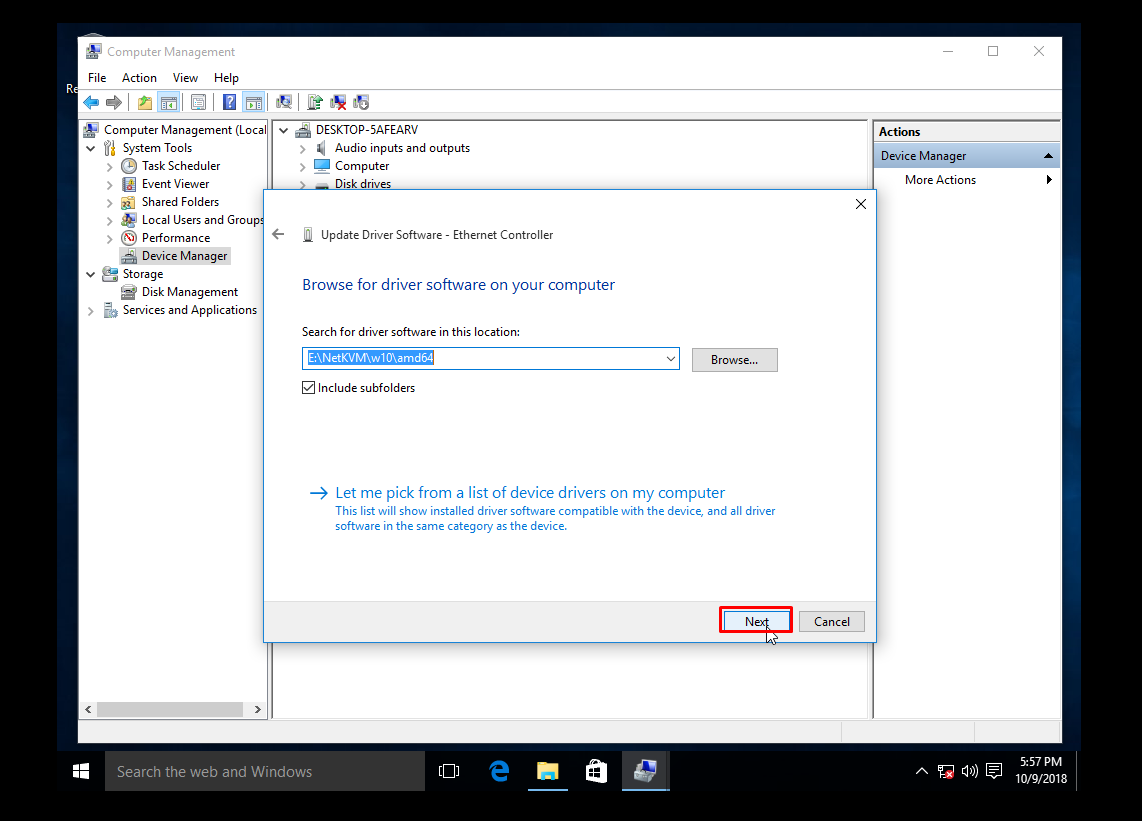 Re
Computer Management
File Action View Help
Computer Management (Local
System Tools
Task Scheduler
Event Viewer
Shared Folders
Local Users and Groups
Performance
Device Manager
Storage
Disk Management
Services and Applications
DESKTOP-5AFEARV
Audio inputs and outputs
Computer
Disk drives
Actions
Device Manager
More Actions
Update Driver Software - Ethernet Controller
Browse for driver software on your computer
Search for driver software in this location:
E:\NetKVM\w10\amd64
Browse...
Include subfolders
Let me pick from a list of device drivers on my computer
This list will show installed driver software compatible with the device, and all driver
software in the same category as the device.
Next
Cancel
Search the web and Windows
5:57 PM
10/9/2018